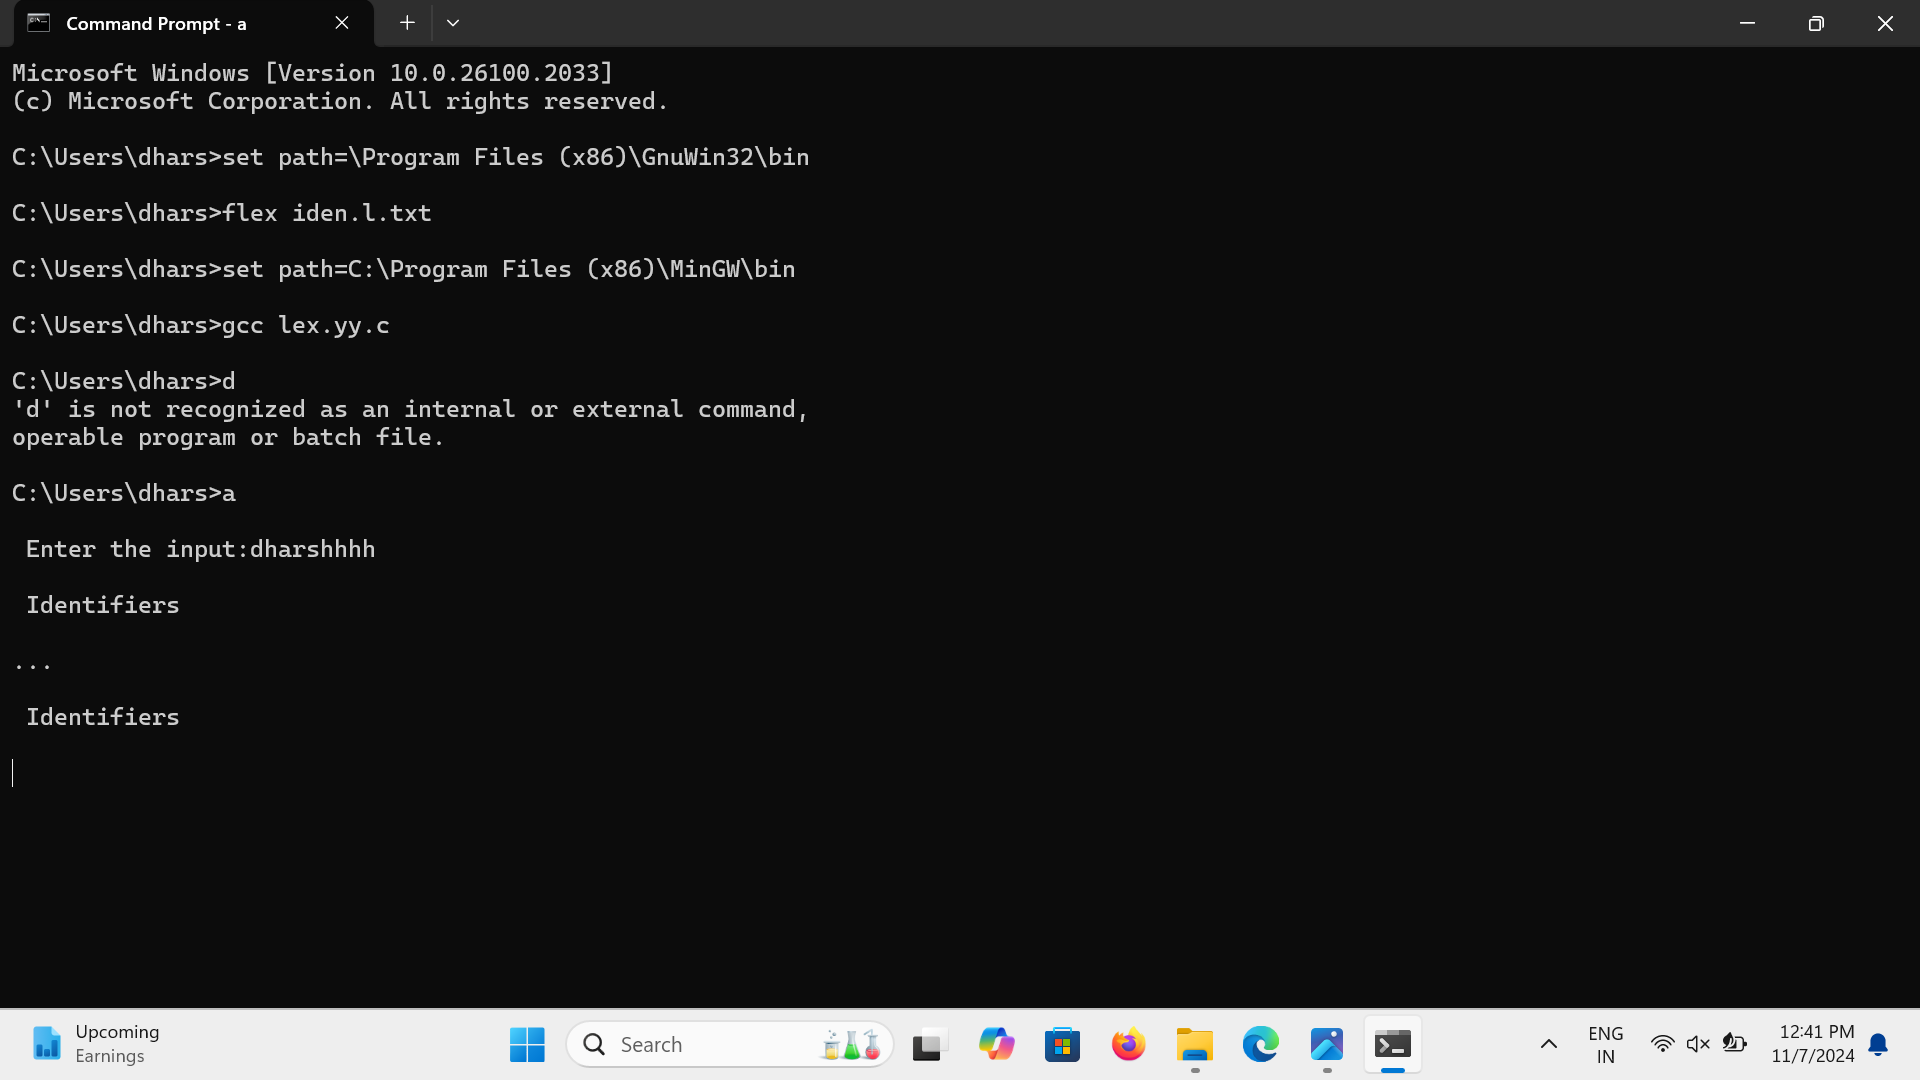 Command Prompt - a
Microsoft Windows [Version 10.0.26100.2033]
(c) Microsoft Corporation. All rights reserved.
C:\Users\dhars>set path=\Program Files (x86)\GnuWin32\bin
C:\Users\dhars>flex iden.l.txt
C:\Users\dhars>set path=C:\Program Files (x86)\MinGW\bin
C:\Users\dhars>gcc lex.yy.c
C:\Users\dhars>d
'd' is not recognized as an internal or external command,
operable program or batch file.
C:\Users\dhars>a
Enter the input:dharshhhh
Identifiers
...
Identifiers
Upcoming
Earnings
Search
ENG
IN
12:41 PM
11/7/2024